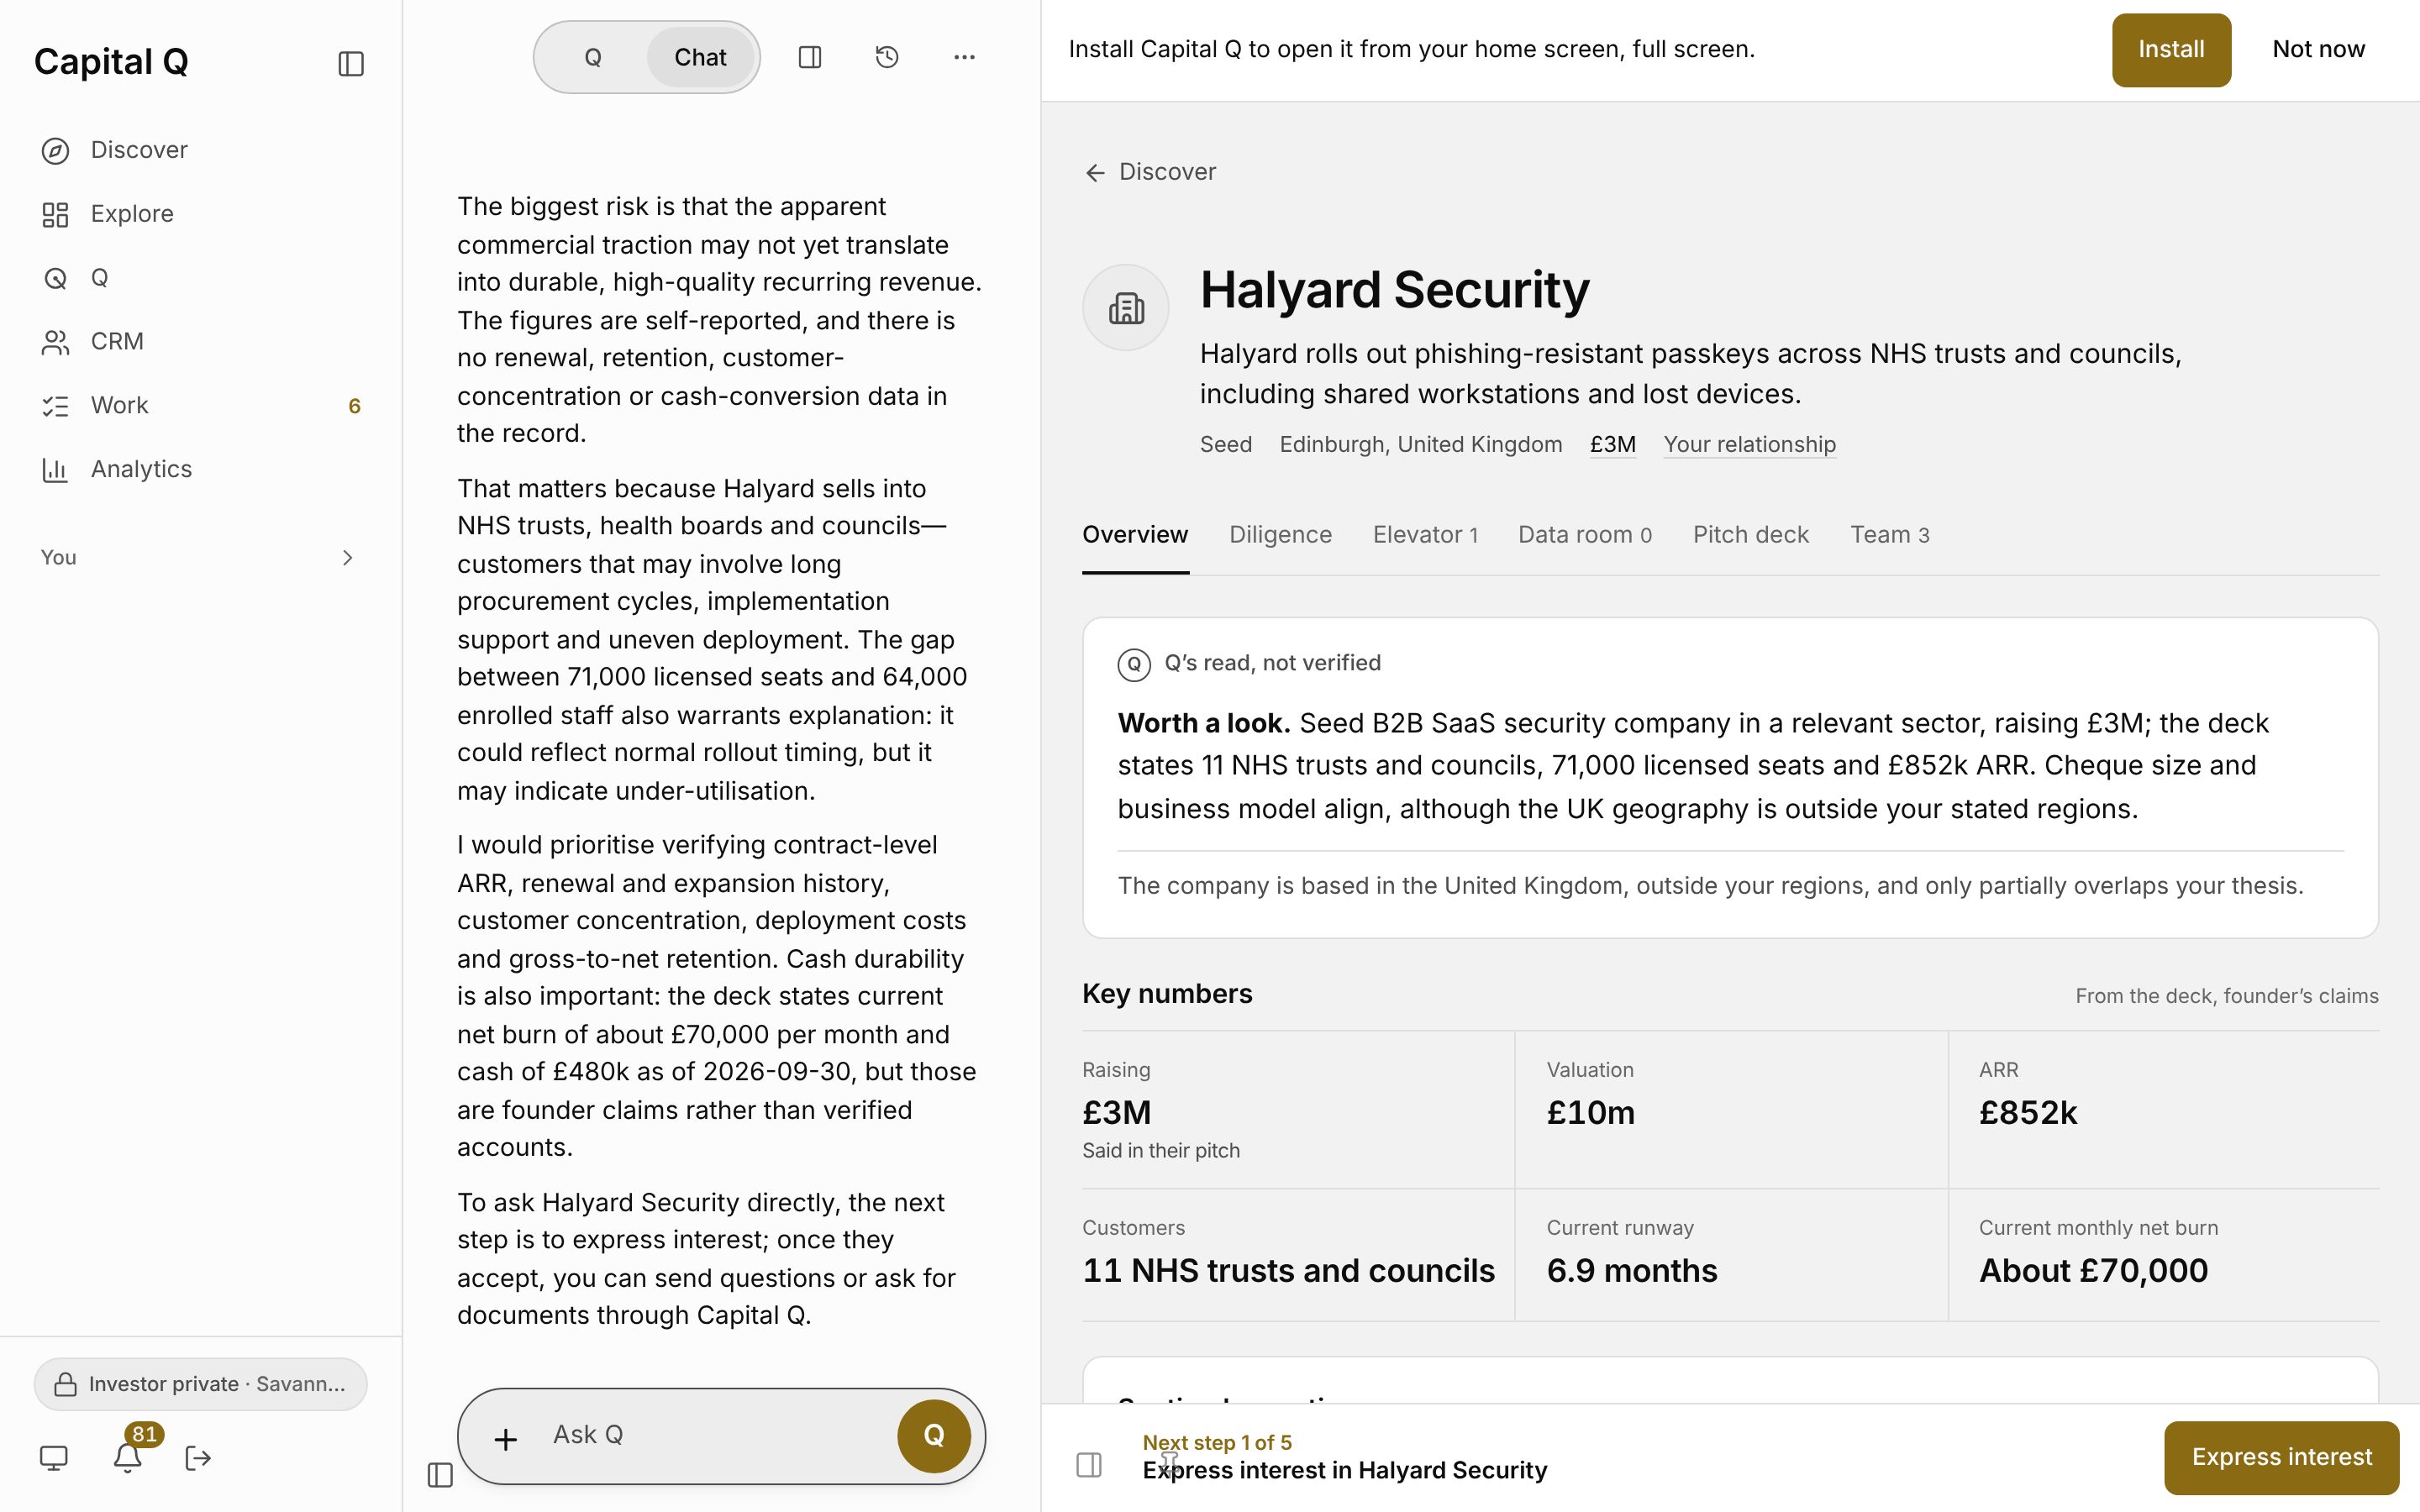 Capital Q
Discover
Explore
Q
CRM
Work 6
Analytics
You
Investor private · Savann...
81
Q Chat
The biggest risk is that the apparent
commercial traction may not yet translate
into durable, high-quality recurring revenue.
The figures are self-reported, and there is
no renewal, retention, customer-
concentration or cash-conversion data in
the record.
That matters because Halyard sells into
NHS trusts, health boards and councils—
customers that may involve long
procurement cycles, implementation
support and uneven deployment. The gap
between 71,000 licensed seats and 64,000
enrolled staff also warrants explanation: it
could reflect normal rollout timing, but it
may indicate under-utilisation.
I would prioritise verifying contract-level
ARR, renewal and expansion history,
customer concentration, deployment costs
and gross-to-net retention. Cash durability
is also important: the deck states current
net burn of about £70,000 per month and
cash of £480k as of 2026-09-30, but those
are founder claims rather than verified
accounts.
To ask Halyard Security directly, the next
step is to express interest; once they
accept, you can send questions or ask for
documents through Capital Q.
Ask Q
Q
Install Capital Q to open it from your home screen, full screen.
Install
Not now
Discover
Halyard Security
Halyard rolls out phishing-resistant passkeys across NHS trusts and councils,
including shared workstations and lost devices.
Seed Edinburgh, United Kingdom £3M Your relationship
Overview Diligence Elevator 1 Data room 0 Pitch deck Team 3
Q Q’s read, not verified
Worth a look. Seed B2B SaaS security company in a relevant sector, raising £3M; the deck
states 11 NHS trusts and councils, 71,000 licensed seats and £852k ARR. Cheque size and
business model align, although the UK geography is outside your stated regions.
The company is based in the United Kingdom, outside your regions, and only partially overlaps your thesis.
Key numbers
From the deck, founder’s claims
Raising
£3M
Said in their pitch
Valuation
£10m
ARR
£852k
Customers
11 NHS trusts and councils
Current runway
6.9 months
Current monthly net burn
About £70,000
Next step 1 of 5
Express interest in Halyard Security
Express interest